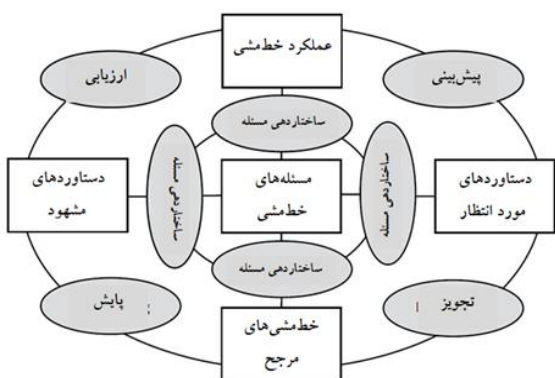 عملکرد خط‌مشی
پیش‌بینی
ارزیابی
ساختاردهی مسئله
دستاوردهای
مورد انتظار
ساختاردهی مسئله
مسئله‌های
خط‌مشی
ساختاردهی مسئله
دستاوردهای
مشهود
ساختاردهی مسئله
تجویز
ا
پایش
خط‌مشی‌های
مرجح